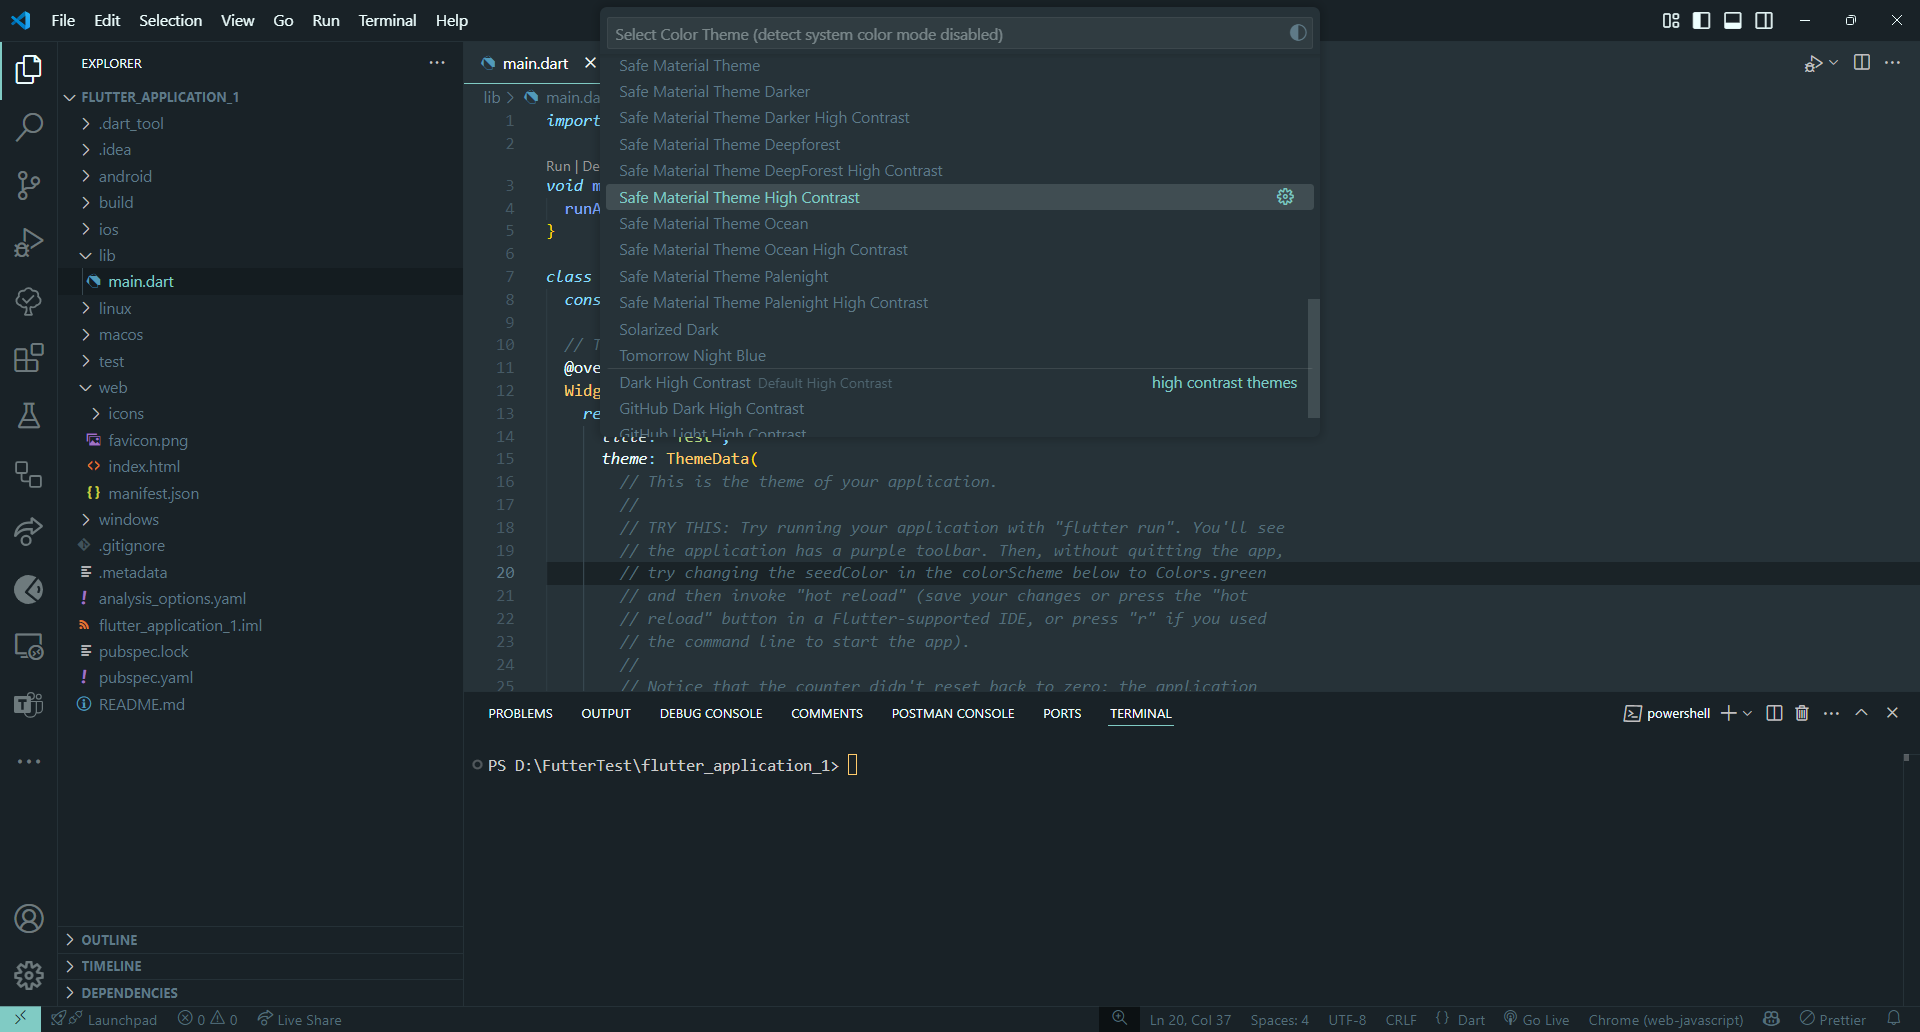 File Edit Selection View Go Run Terminal Help
Select Color Theme (detect system color mode disabled)
Safe Material Theme
Safe Material Theme Darker
Safe Material Theme Darker High Contrast
Safe Material Theme Deepforest
Safe Material Theme DeepForest High Contrast
Safe Material Theme High Contrast
Safe Material Theme Ocean
Safe Material Theme Ocean High Contrast
Safe Material Theme Palenight
Safe Material Theme Palenight High Contrast
Solarized Dark
Tomorrow Night Blue
Dark High Contrast Default High Contrast high contrast themes
GitHub Dark High Contrast
GitHub Light High Contrast
EXPLORER
FLUTTER_APPLICATION_1
.dart_tool
.idea
android
build
ios
lib
main.dart
linux
macos
test
web
icons
favicon.png
index.html
manifest.json
windows
.gitignore
.metadata
analysis_options.yaml
flutter_application_1.iml
pubspec.lock
pubspec.yaml
README.md
OUTLINE
TIMELINE
DEPENDENCIES
main.dart
lib > main.da
1 import
2
Run | De
3 void m
4 runA
5 }
6
7 class
8 cons
9
10 // T
11 @ove
12 Widg
13 re
14 title: 'Test',
15 theme: ThemeData(
16 // This is the theme of your application.
17 //
18 // TRY THIS: Try running your application with "flutter run". You'll see
19 // the application has a purple toolbar. Then, without quitting the app,
20 // try changing the seedColor in the colorScheme below to Colors.green
21 // and then invoke "hot reload" (save your changes or press the "hot
22 // reload" button in a Flutter-supported IDE, or press "r" if you used
23 // the command line to start the app).
24 //
25 // Notice that the counter didn't reset back to zero; the application
PROBLEMS OUTPUT DEBUG CONSOLE COMMENTS POSTMAN CONSOLE PORTS TERMINAL
powershell
PS D:\FutterTest\flutter_application_1>
Launchpad 0 0 Live Share
Ln 20, Col 37 Spaces: 4 UTF-8 CRLF {} Dart Go Live Chrome (web-javascript) Prettier